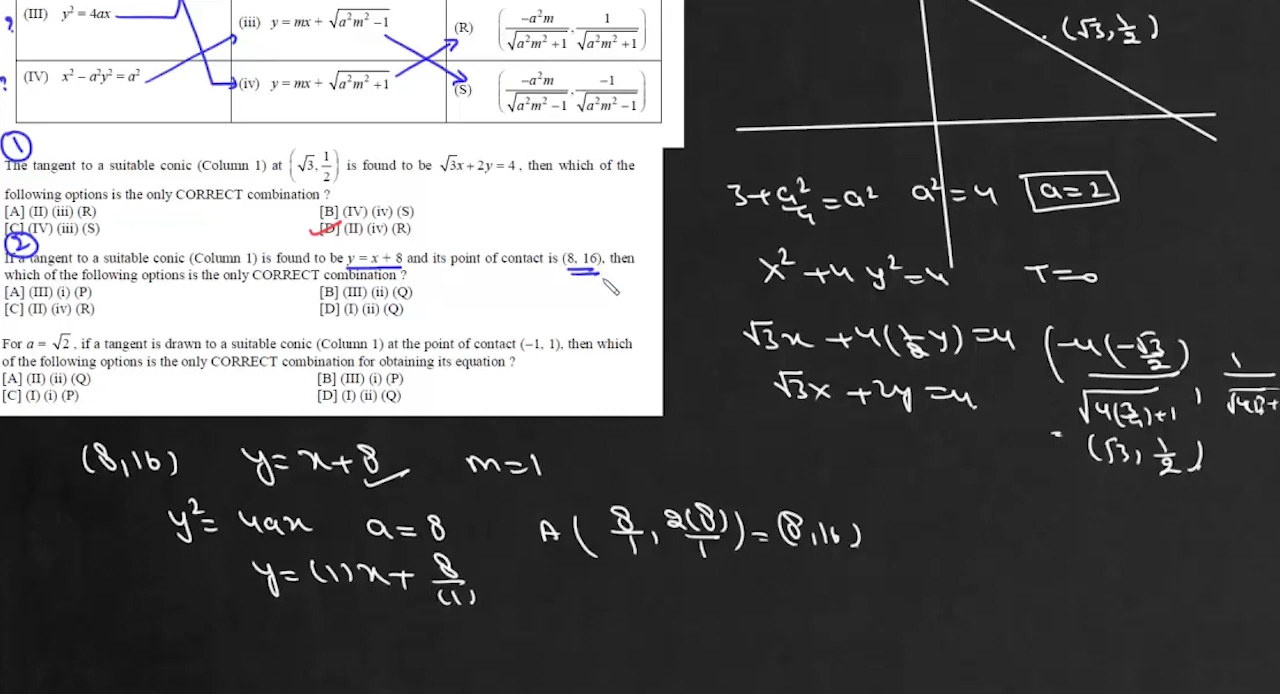 (III) y² = 4ax
(iii) y = mx + √(a²m² −1)
(R) (−a²m/√(a²m² +1), 1/√(a²m² +1))
(IV) x² − a²y² = a²
(iv) y = mx + √(a²m² +1)
(S) (−a²m/√(a²m² −1), −1/√(a²m² −1))
?
?
1
The tangent to a suitable conic (Column 1) at (√3, 1/2) is found to be √3x + 2y = 4, then which of the
following options is the only CORRECT combination ?
[A] (II) (iii) (R) [B] (IV) (iv) (S)
[C] (IV) (iii) (S) [D] (II) (iv) (R)
2
If a tangent to a suitable conic (Column 1) is found to be y = x + 8 and its point of contact is (8, 16), then
which of the following options is the only CORRECT combination ?
[A] (III) (i) (P) [B] (III) (ii) (Q)
[C] (II) (iv) (R) [D] (I) (ii) (Q)
For a = √2, if a tangent is drawn to a suitable conic (Column 1) at the point of contact (−1, 1), then which
of the following options is the only CORRECT combination for obtaining its equation ?
[A] (II) (ii) (Q) [B] (III) (i) (P)
[C] (I) (i) (P) [D] (I) (ii) (Q)
(√3, 1/2)
3 + a²/4 = a² a² = 4 a = 2
x² + 4y² = 4 T = 0
√3x + 4(1/2 y) = 4
√3x + 2y = 4
(−4(−√3/2)/√(4(3/4)+1), 1/
= (√3, 1/2)
(8, 16) y = x + 8 m = 1
y² = 4ax a = 8 A(8/1, 2(8)/1) = (8, 16)
y = (1)x + 8/(1)